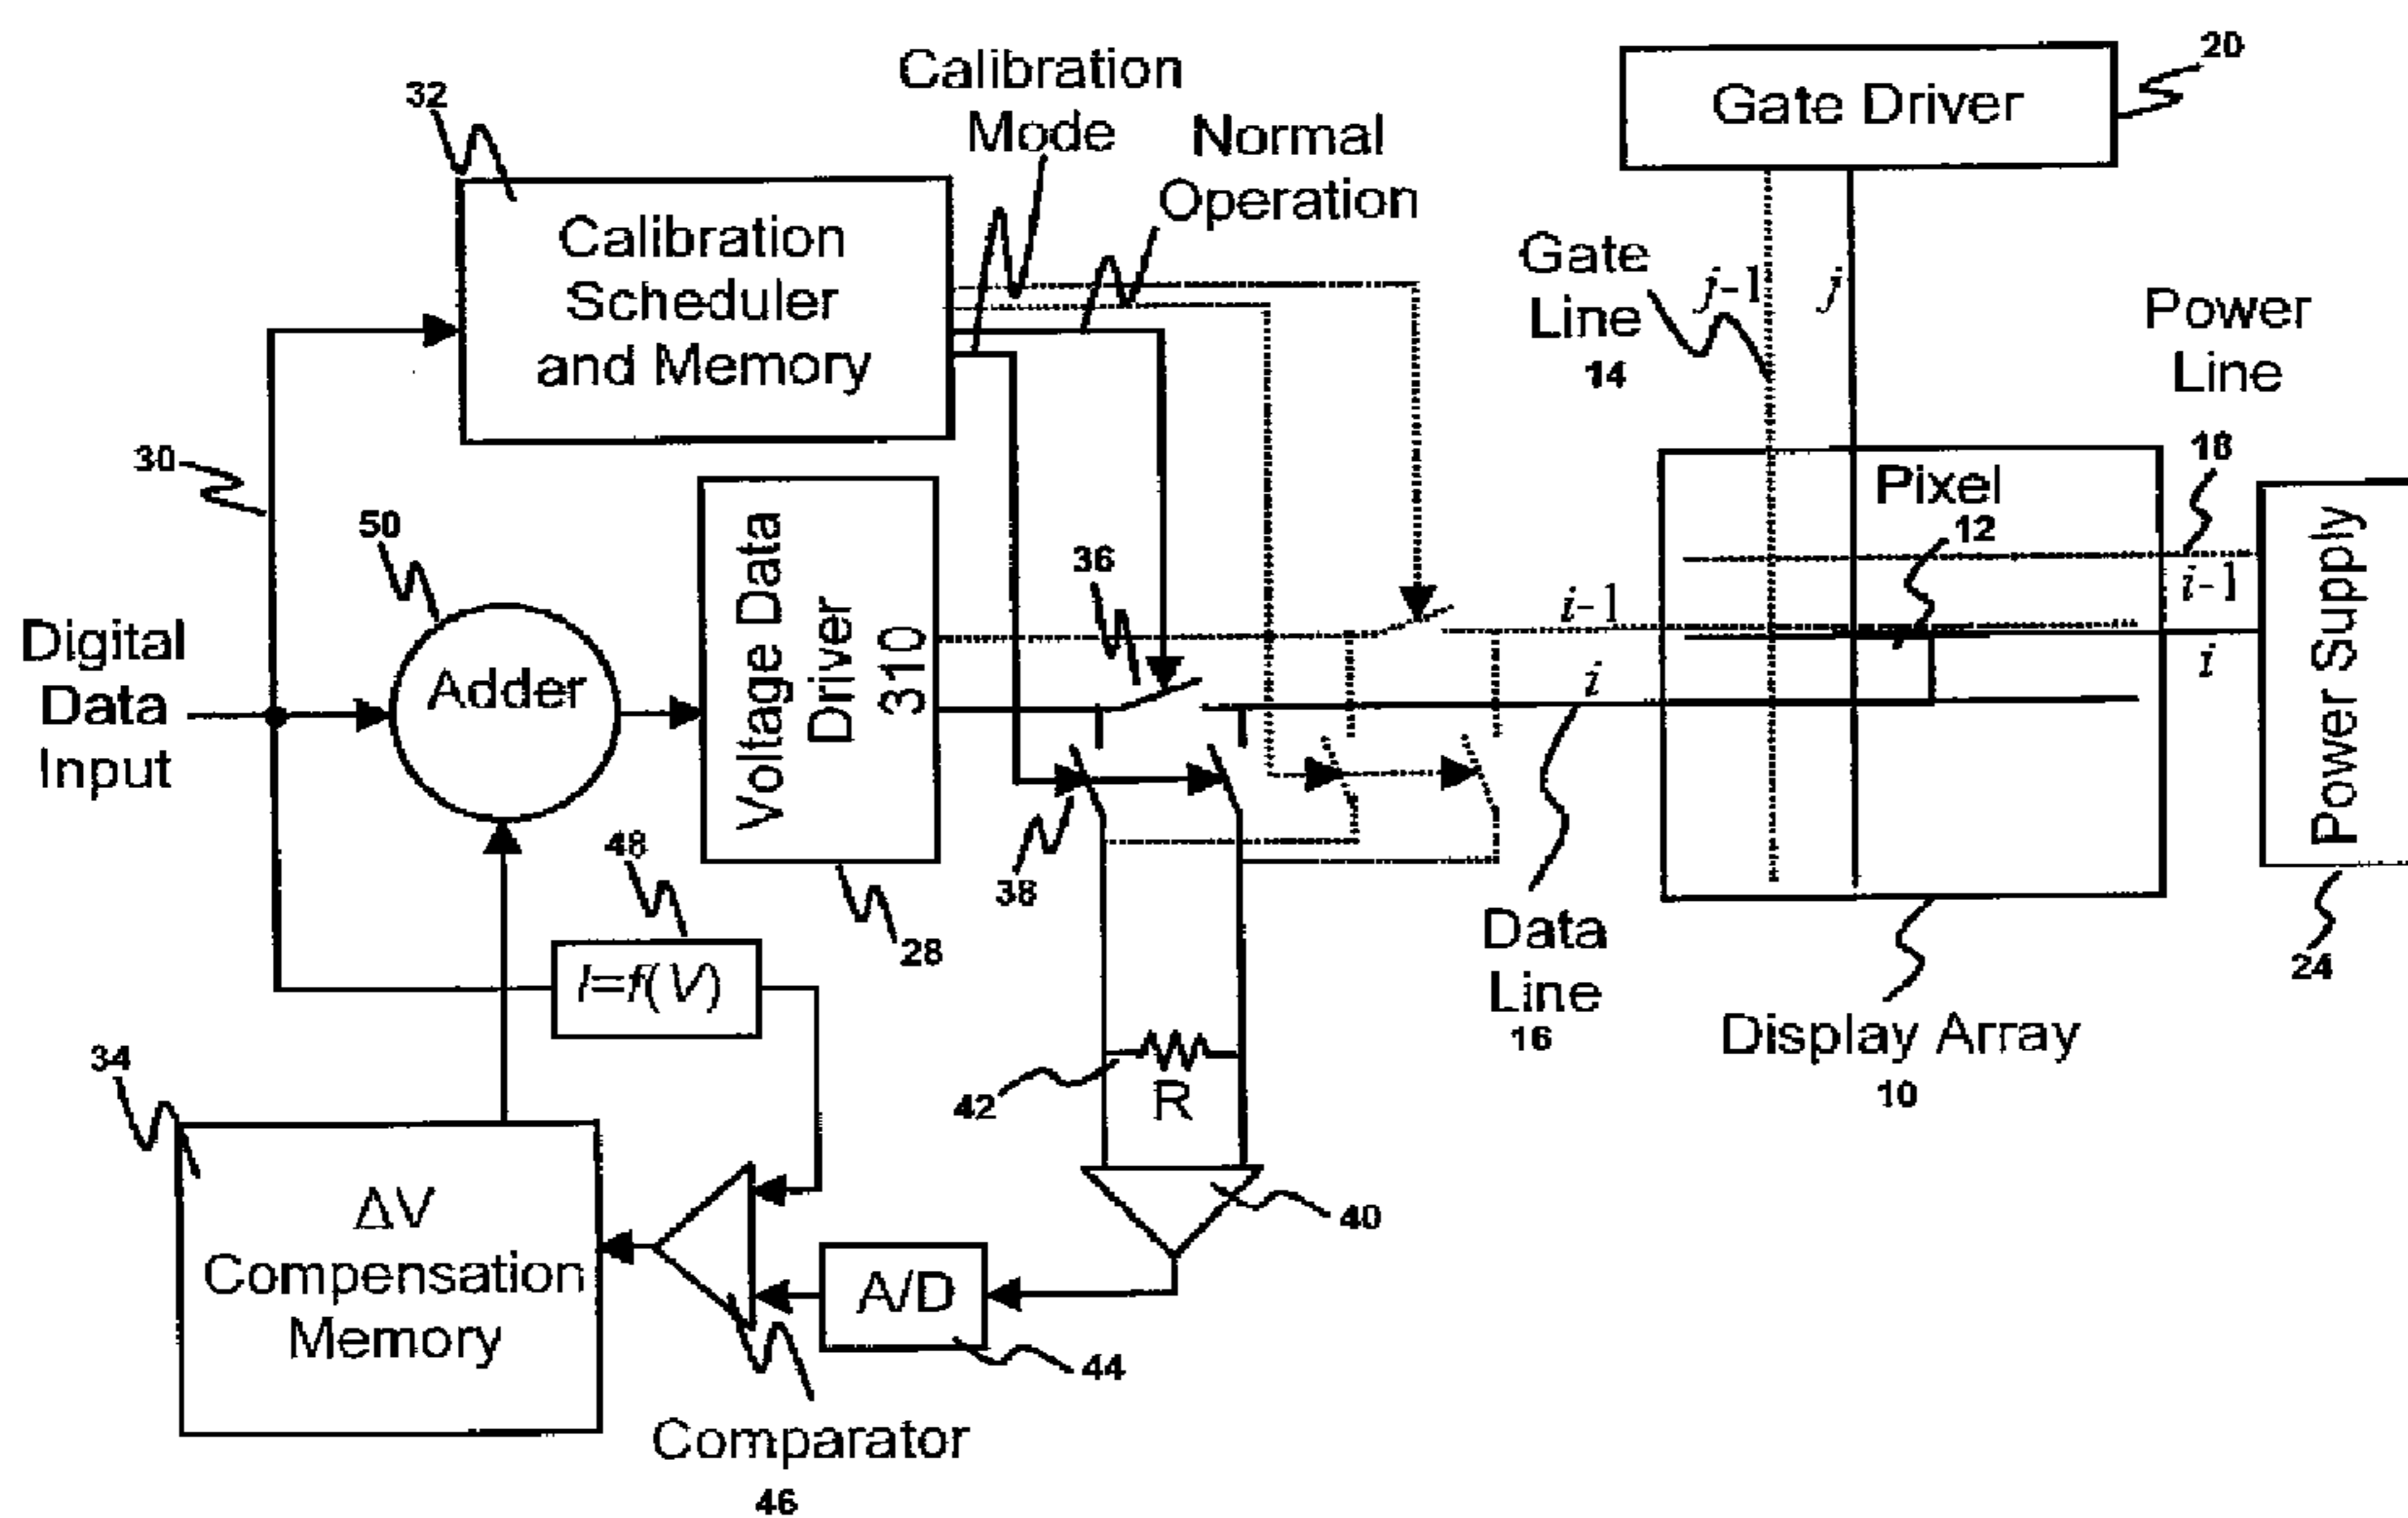 20
Gate Driver
Calibration
Mode
32
Normal
Operation
Calibration
Scheduler
and Memory
Gate
Line
14
j-1
j
Power
Line
18
30
50
Pixel
12
36
Digital
Data
Input
Adder
Voltage Data
Driver
310
i-1
i
i-1
i
Power Supply
48
38
28
24
Data
Line
16
I=f(V)
Display Array
10
34
42
R
ΔV
Compensation
Memory
40
A/D
44
Comparator
46